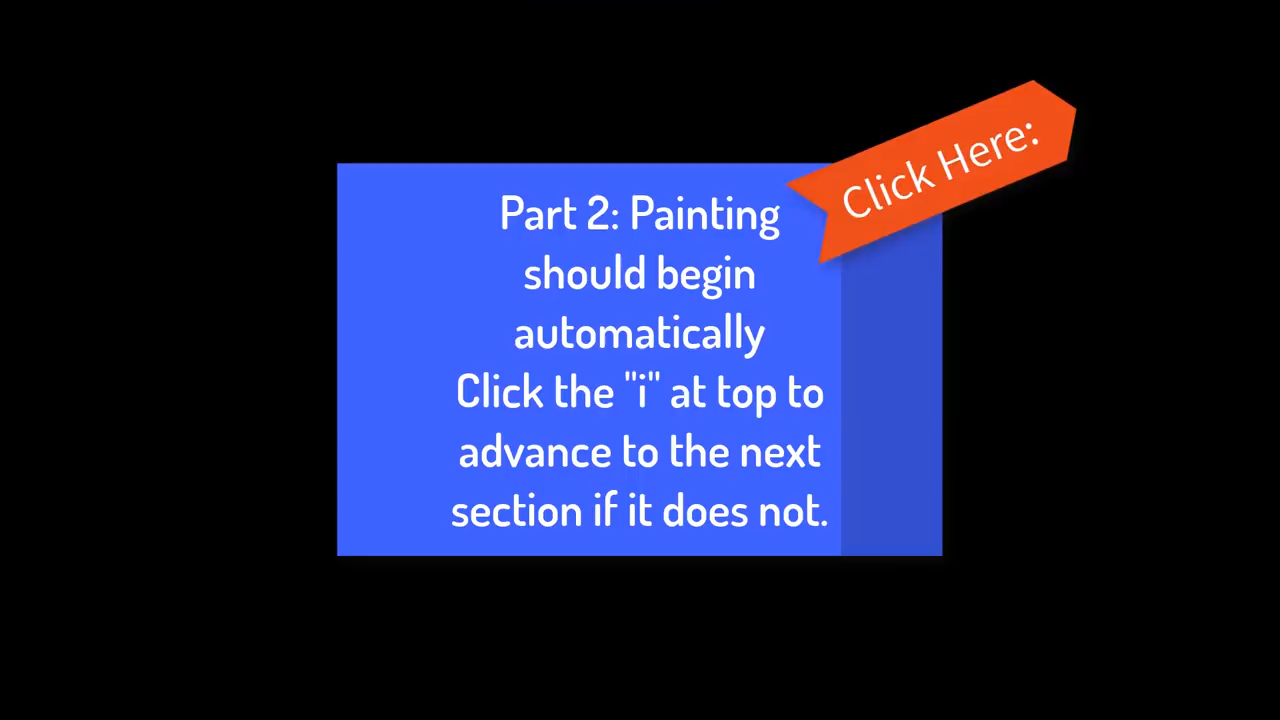 Click Here:
Part 2: Painting
should begin
automatically
Click the "i" at top to
advance to the next
section if it does not.